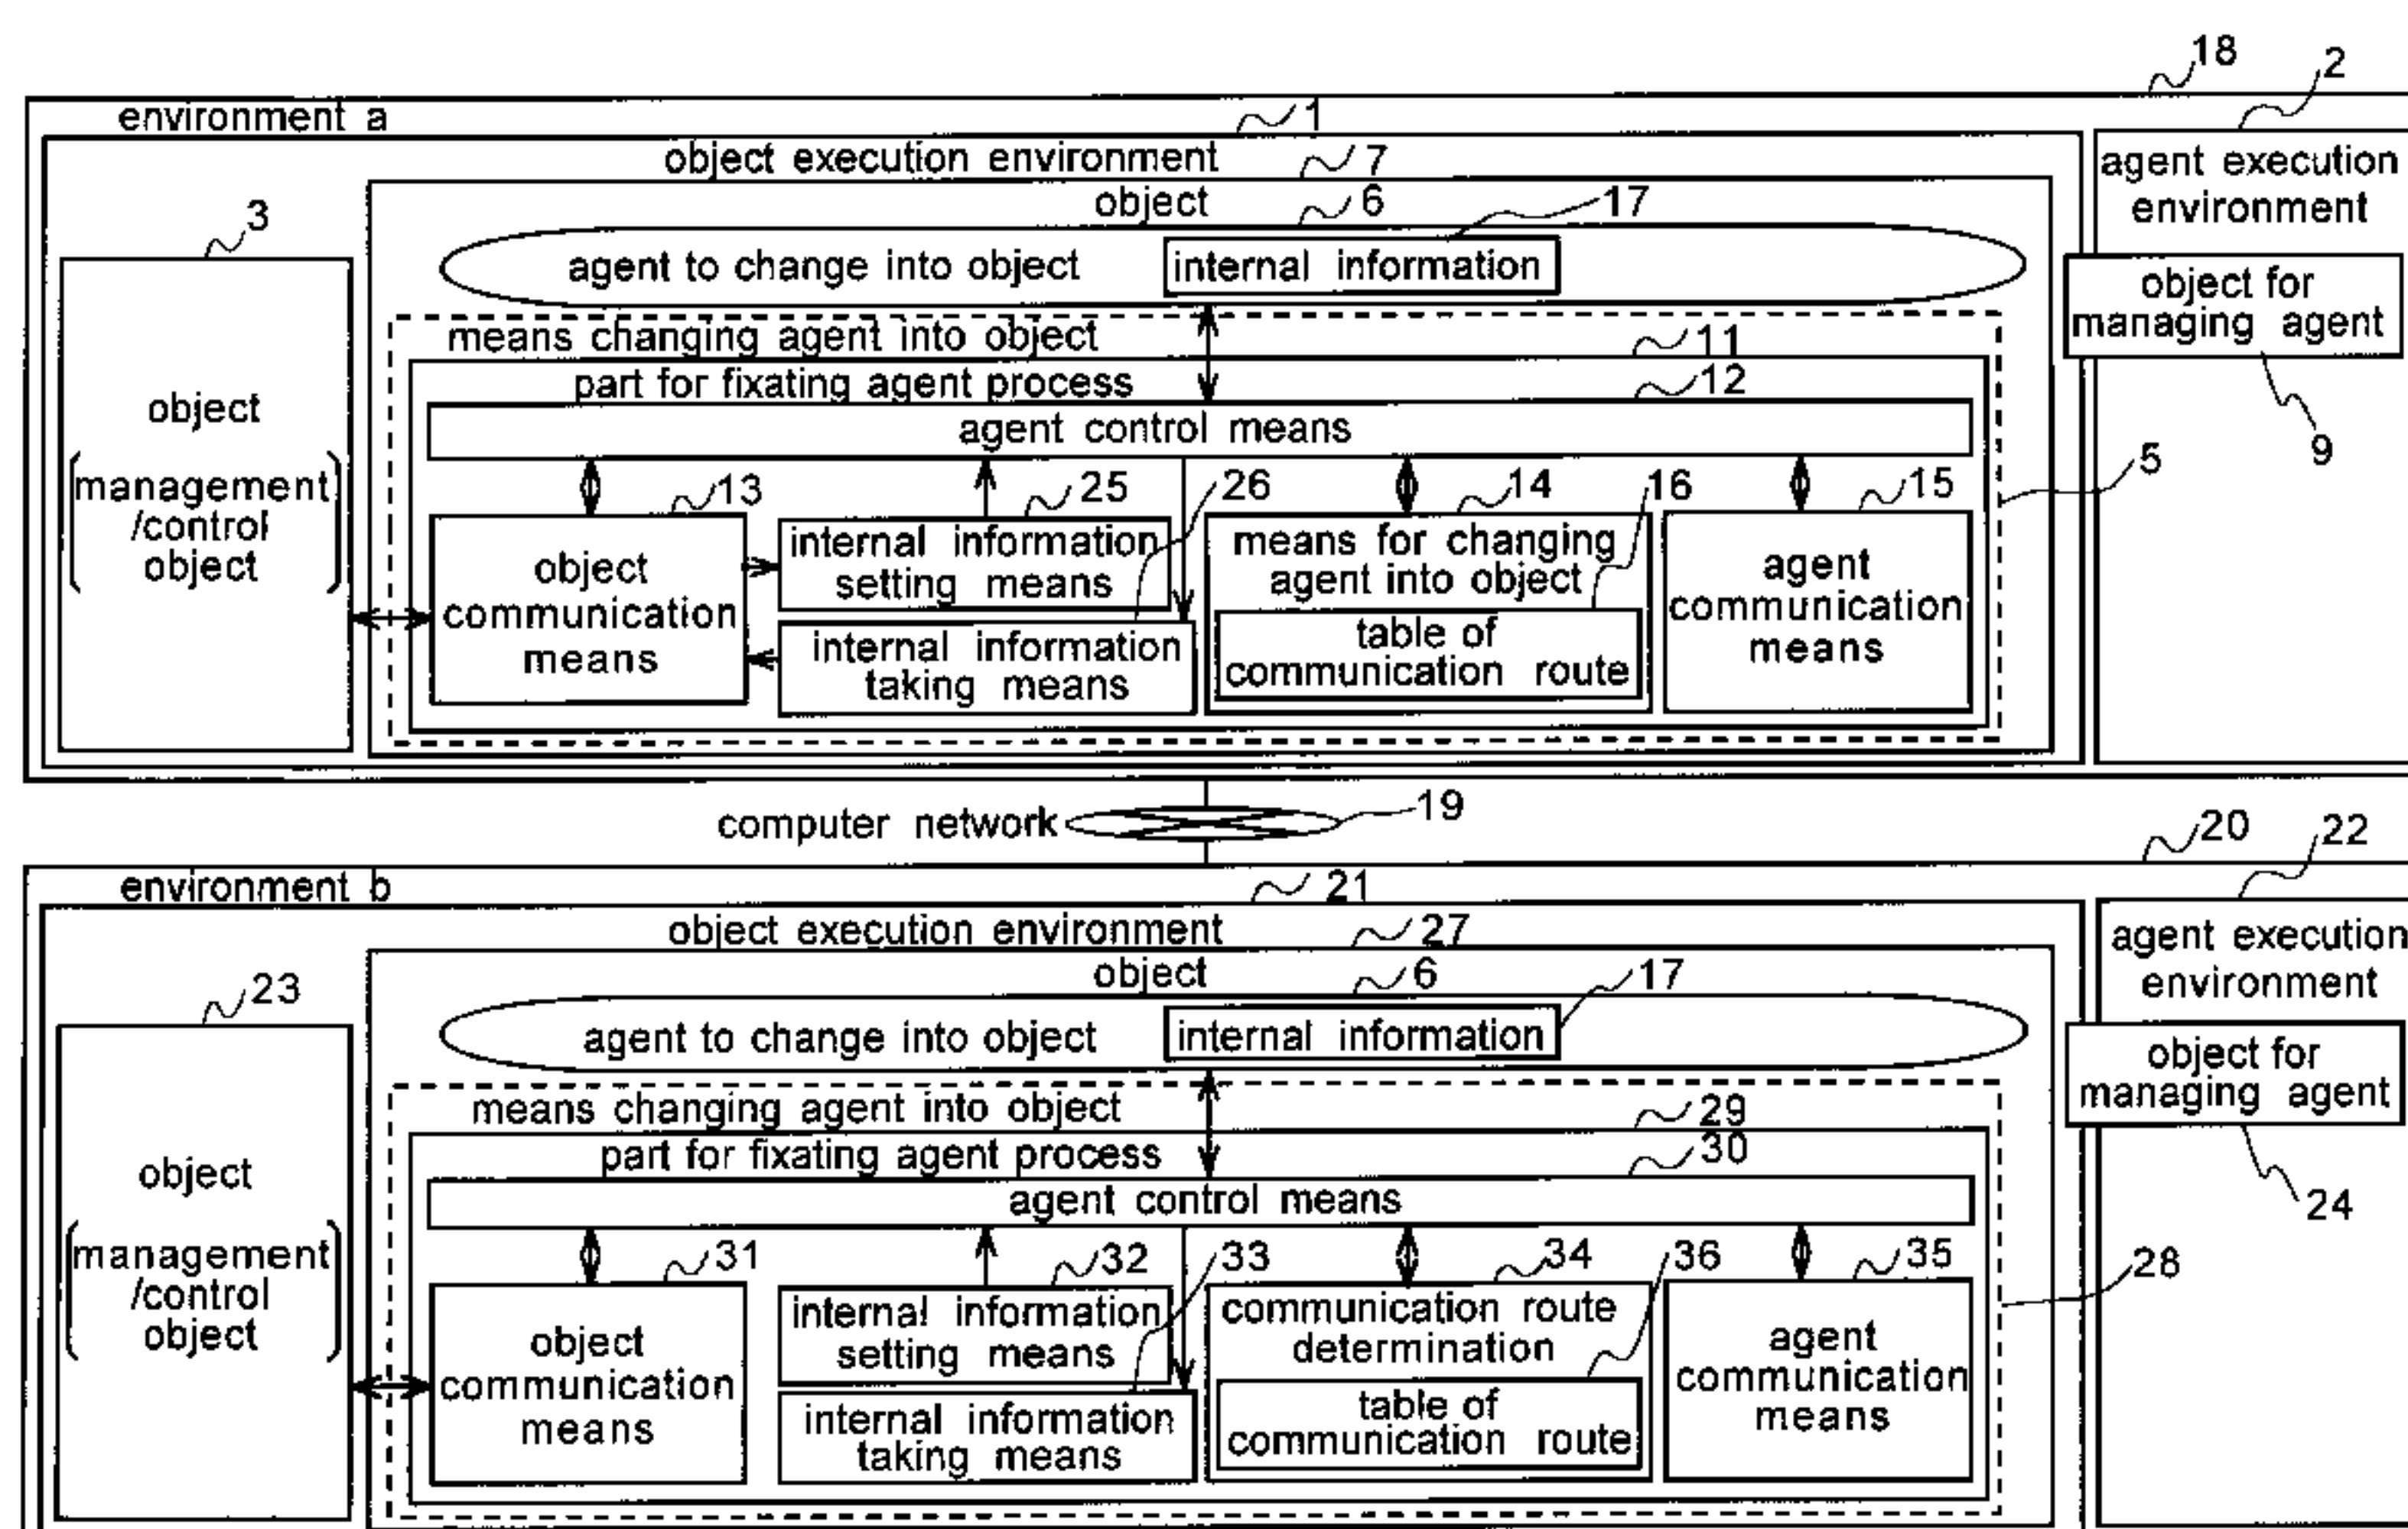 18
2
environment a
1
object execution environment
7
agent execution
environment
3
object
6
17
agent to change into object
internal information
object for
managing agent
9
means changing agent into object
11
part for fixating agent process
12
agent control means
5
object
management
/control
object
13
25
26
14
16
15
object
communication
means
internal information
setting means
internal information
taking means
means for changing
agent into object
table of
communication route
agent
communication
means
computer network
19
20
22
environment b
21
object execution environment
27
agent execution
environment
23
object
6
17
agent to change into object
internal information
object for
managing agent
24
means changing agent into object
29
part for fixating agent process
30
agent control means
28
object
management
/control
object
31
32
33
34
36
35
object
communication
means
internal information
setting means
internal information
taking means
communication route
determination
table of
communication route
agent
communication
means